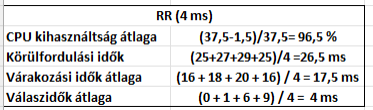 RR (4 ms)
CPU kihasználtság átlaga (37,5-1,5)/37,5= 96,5 %
Körülfordulási idők (25+27+29+25)/4 =26,5 ms
Várakozási idők átlaga (16 + 18 + 20 + 16) / 4 = 17,5 ms
Válaszidők átlaga (0 + 1 + 6 + 9) / 4 = 4 ms